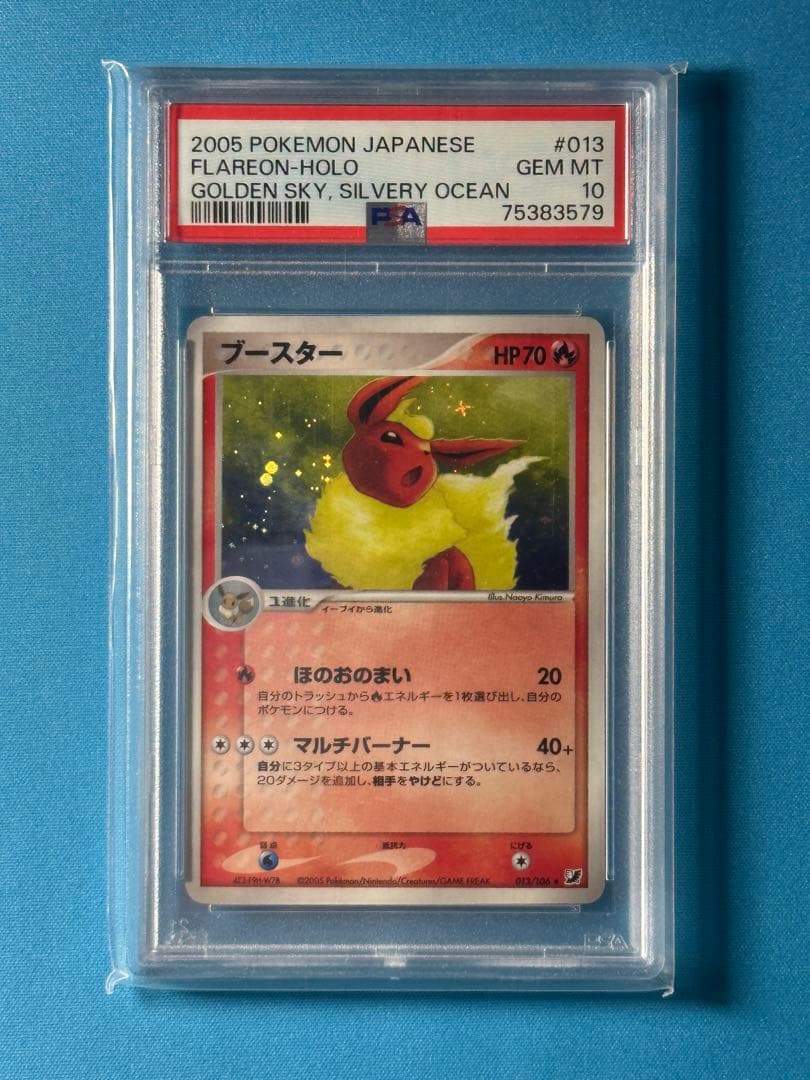 2005 POKEMON JAPANESE #013
FLAREON-HOLO GEM MT
GOLDEN SKY, SILVERY OCEAN 10
PSA 75383579
ブースター HP70
1進化 イーブイから進化 Illus. Naoyo Kimura
ほのおのまい 20
自分のトラッシュからエネルギーを1枚選び出し、自分の
ポケモンにつける。
マルチバーナー 40+
自分に3タイプ以上の基本エネルギーがついているなら、
20ダメージを追加し、相手をやけどにする。
弱点 抵抗力 にげる
4E3-F9H-W7B ©2005 Pokémon/Nintendo/Creatures/GAME FREAK. 013/106 ★
PSA